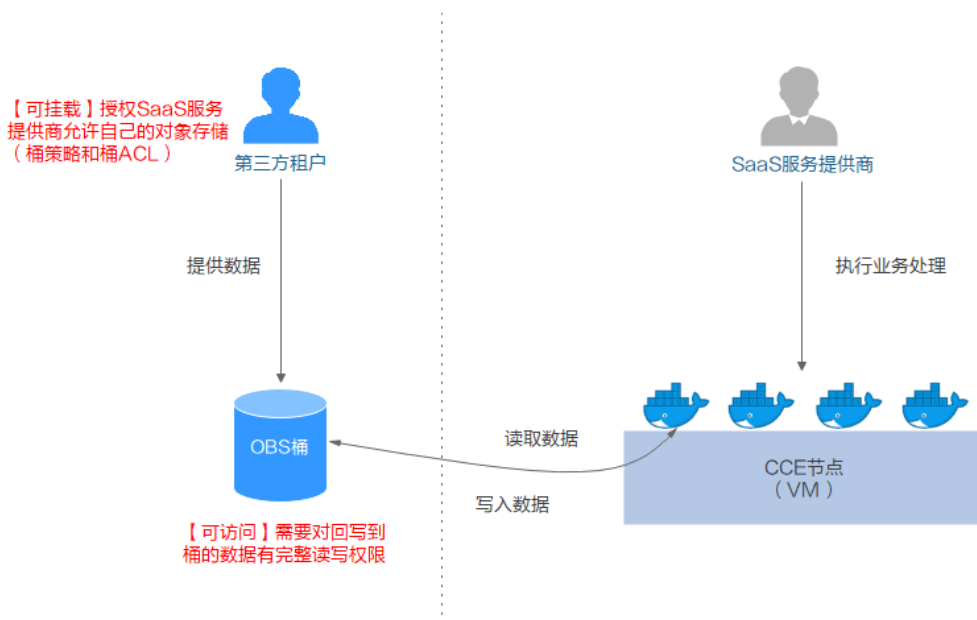 【可挂载】授权SaaS服务
提供商允许自己的对象存储
（桶策略和桶ACL）
第三方租户
SaaS服务提供商
提供数据
执行业务处理
OBS桶
读取数据
写入数据
CCE节点
（VM）
【可访问】需要对回写到
桶的数据有完整读写权限